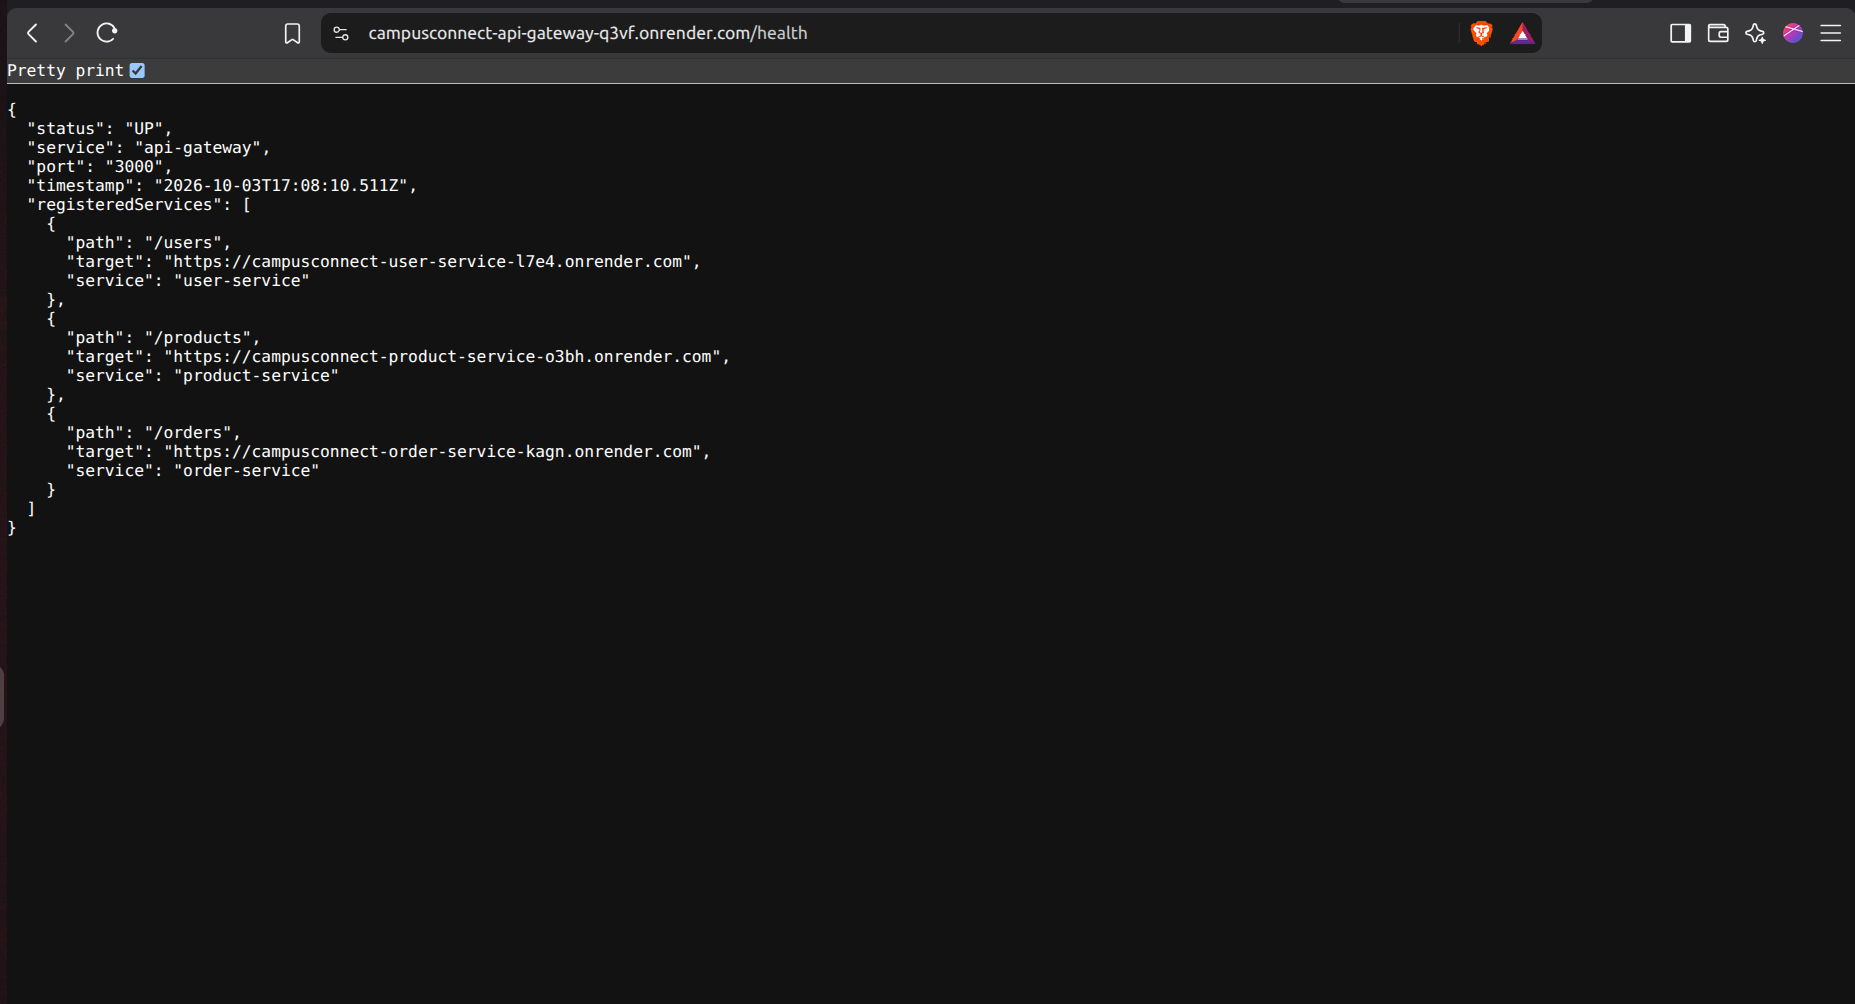 campusconnect-api-gateway-q3vf.onrender.com/health
Pretty print
{
  "status": "UP",
  "service": "api-gateway",
  "port": "3000",
  "timestamp": "2026-10-03T17:08:10.511Z",
  "registeredServices": [
    {
      "path": "/users",
      "target": "https://campusconnect-user-service-l7e4.onrender.com",
      "service": "user-service"
    },
    {
      "path": "/products",
      "target": "https://campusconnect-product-service-o3bh.onrender.com",
      "service": "product-service"
    },
    {
      "path": "/orders",
      "target": "https://campusconnect-order-service-kagn.onrender.com",
      "service": "order-service"
    }
  ]
}